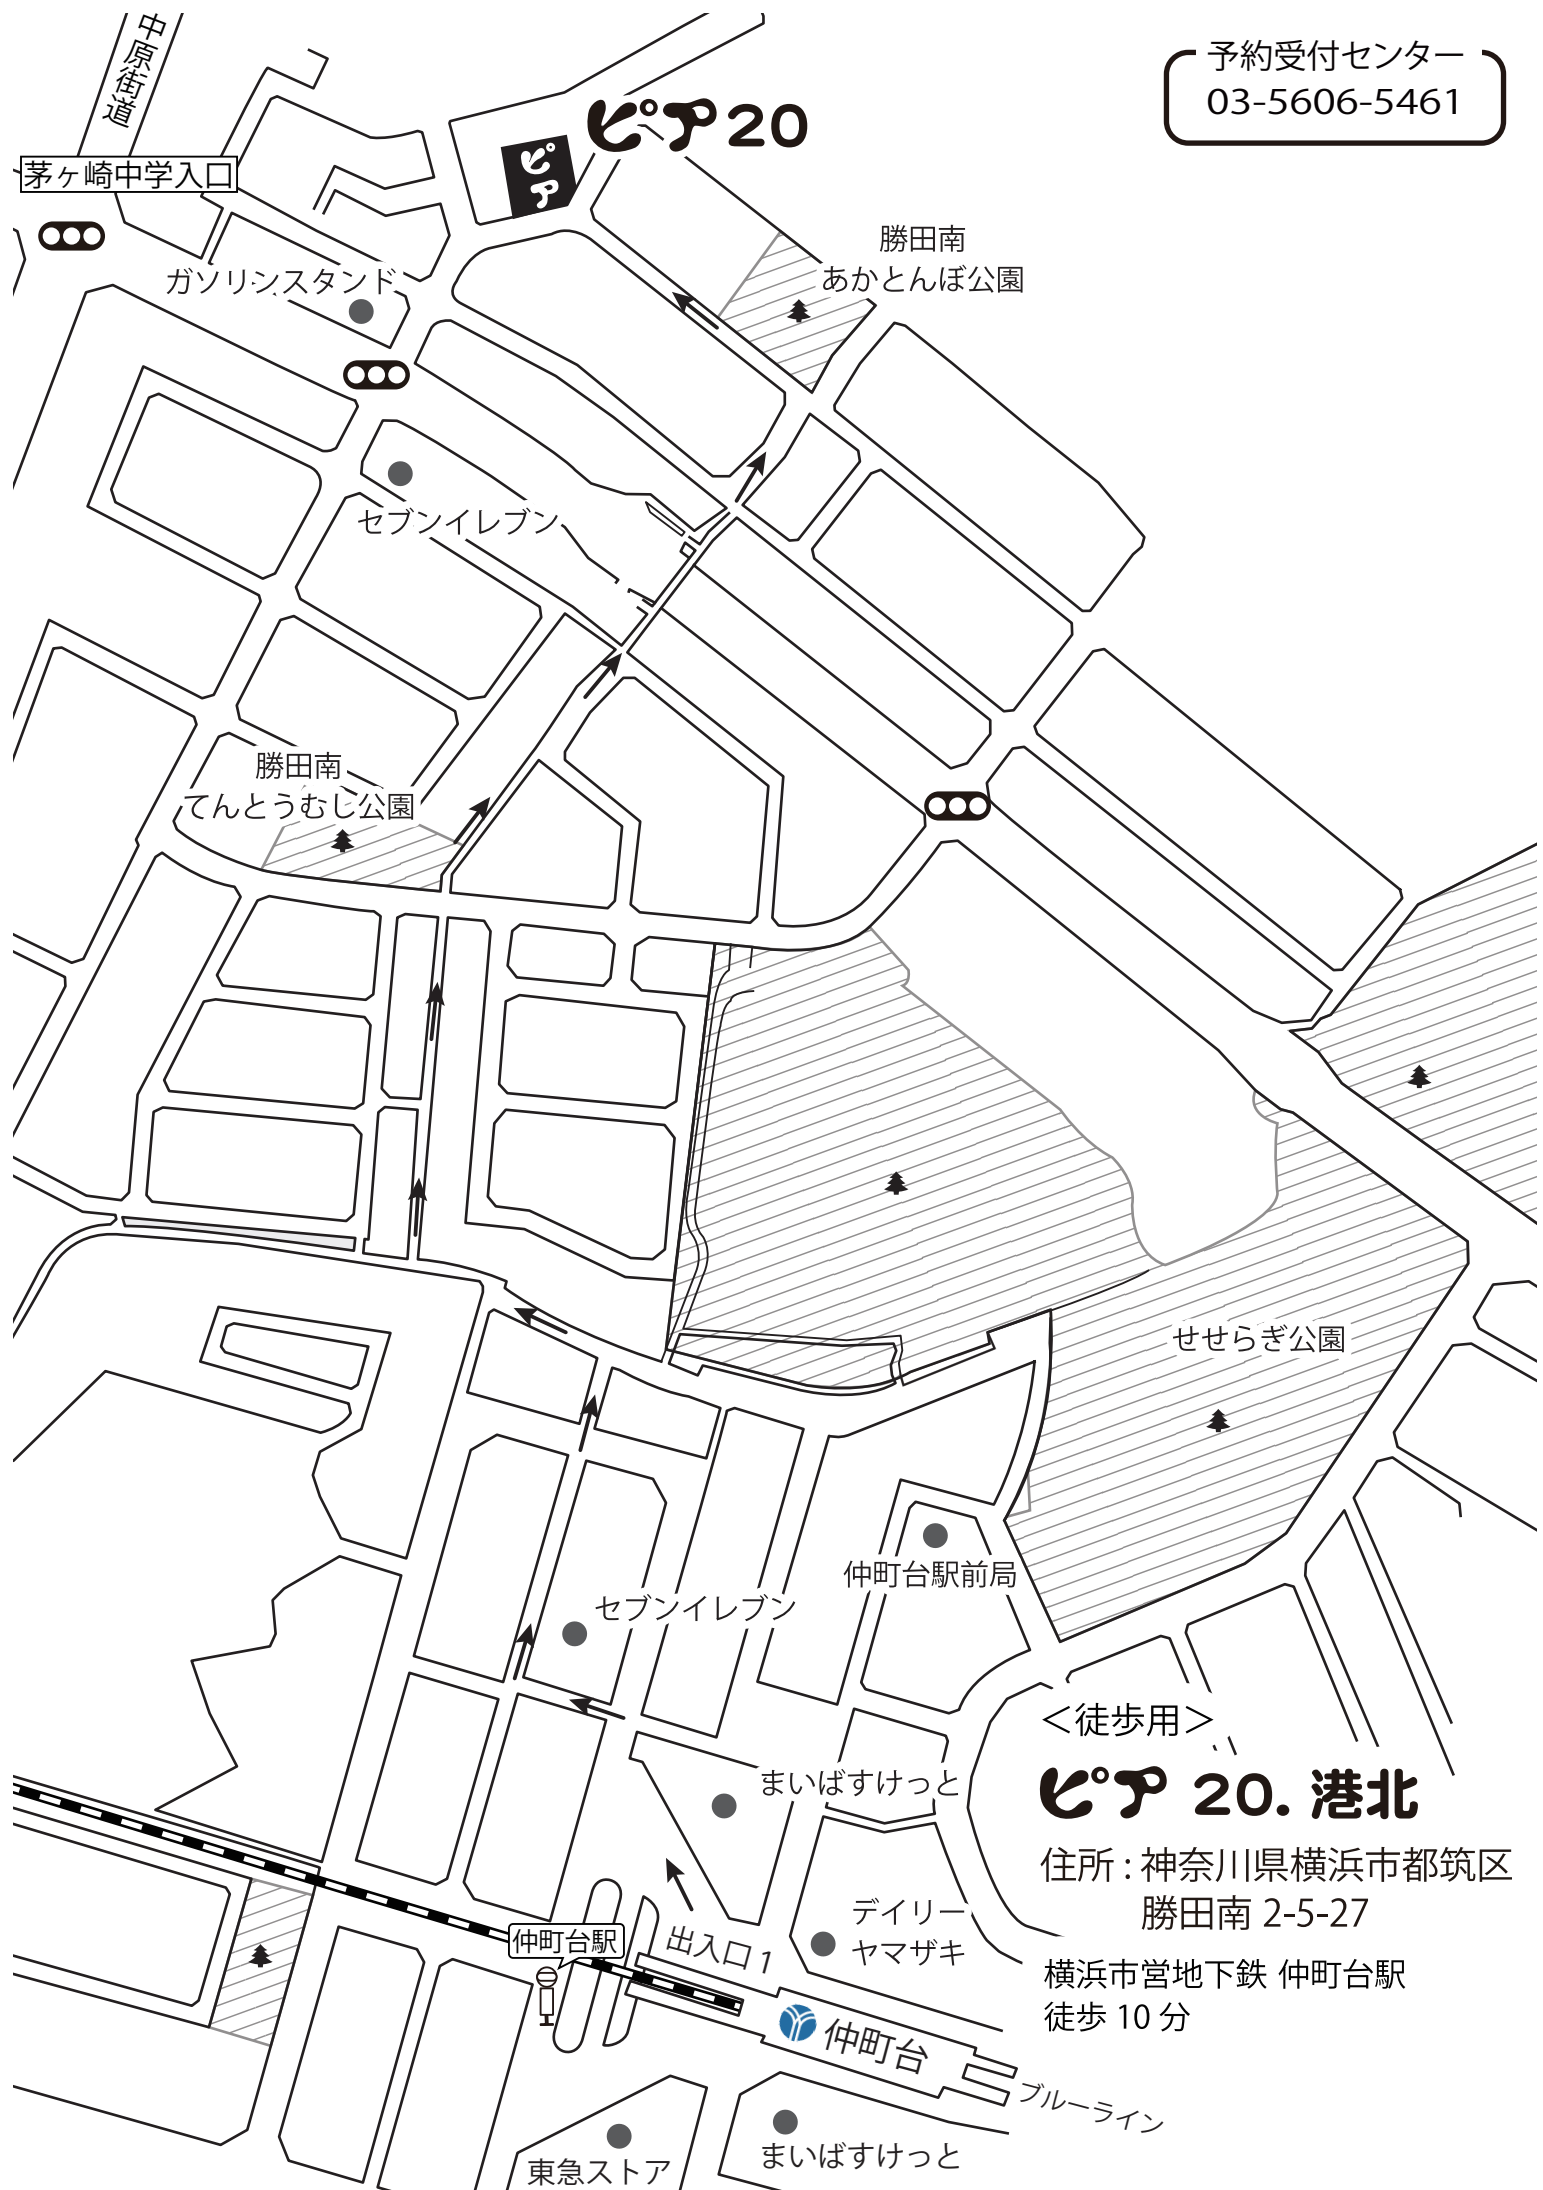 中原街道
予約受付センター
03-5606-5461
ピア20
ピア
茅ヶ崎中学入口
勝田南
あかとんぼ公園
ガソリンスタンド
セブンイレブン
勝田南
てんとうむし公園
せせらぎ公園
仲町台駅前局
セブンイレブン
＜徒歩用＞
まいばすけっと
ピア 20. 港北
住所 : 神奈川県横浜市都筑区
勝田南 2-5-27
デイリー
ヤマザキ
出入口 1
仲町台駅
横浜市営地下鉄 仲町台駅
徒歩 10 分
仲町台
ブルーライン
まいばすけっと
東急ストア